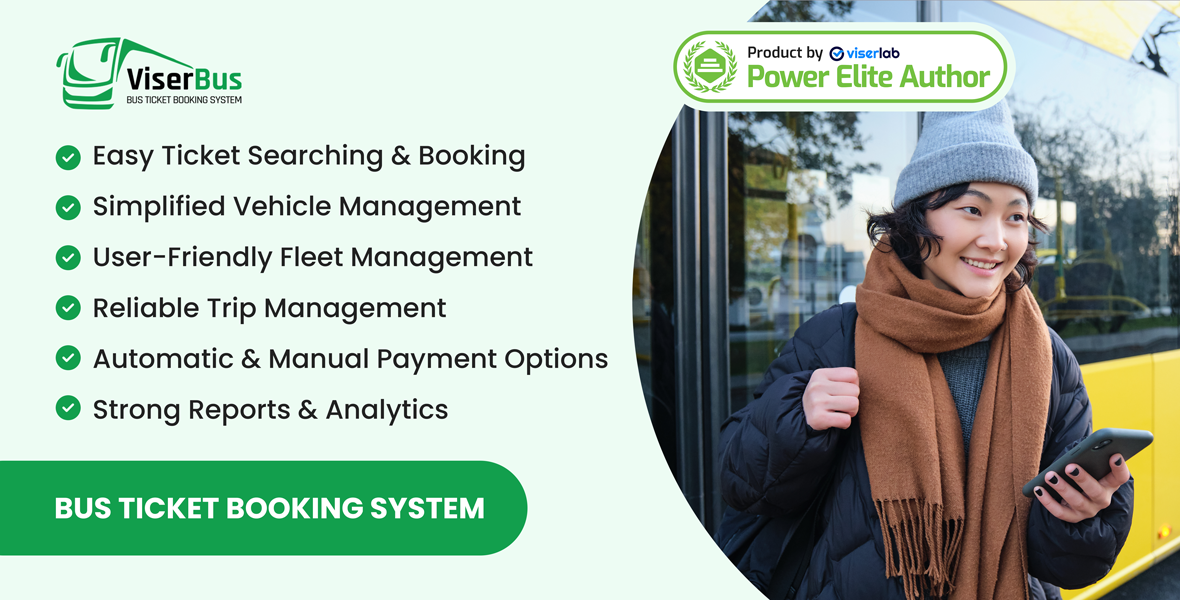 ViserBus
BUS TICKET BOOKING SYSTEM
Product by viserlab
Power Elite Author
Easy Ticket Searching & Booking
Simplified Vehicle Management
User-Friendly Fleet Management
Reliable Trip Management
Automatic & Manual Payment Options
Strong Reports & Analytics
BUS TICKET BOOKING SYSTEM